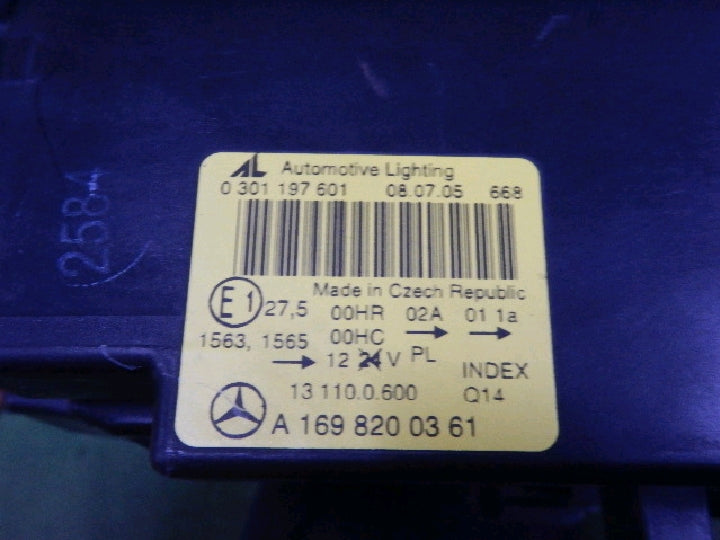 258
AL Automotive Lighting
0 301 197 601 08.07.05 668
Made in Czech Republic
E1 27,5 00HR 02A 01 1a
1563, 1565 00HC → →
→ 12 24 V PL INDEX
13 110.0.600 Q14
A 169 820 03 61